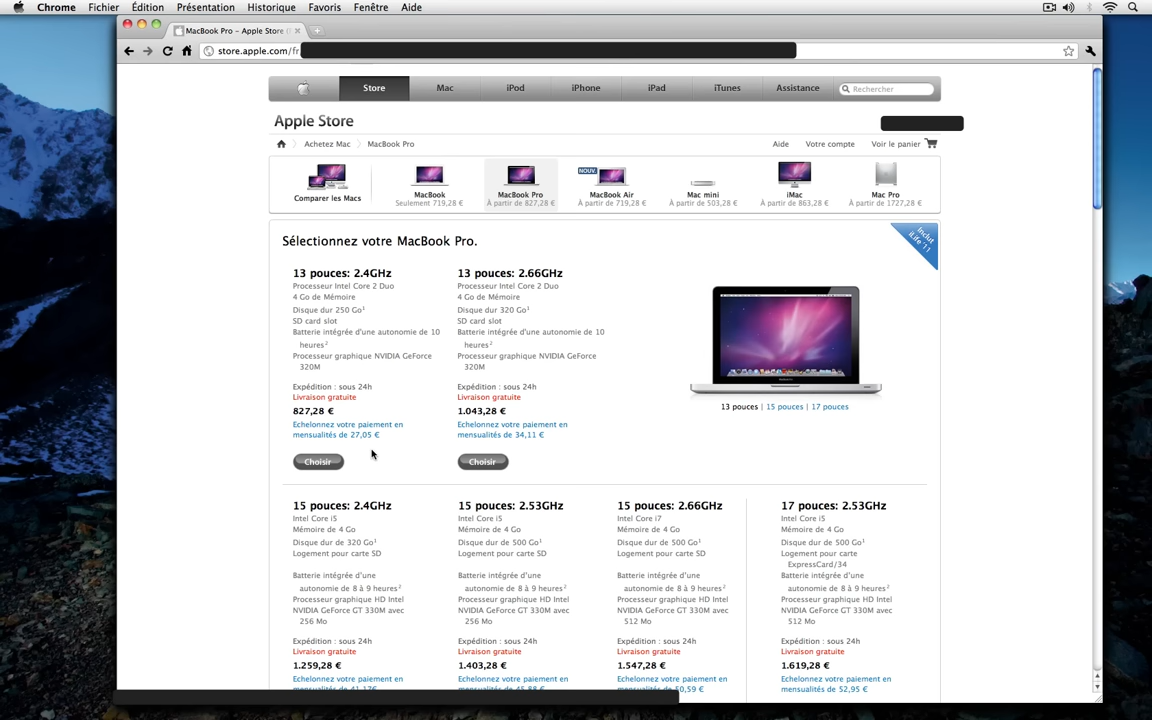 Chrome Fichier Édition Présentation Historique Favoris Fenêtre Aide
MacBook Pro – Apple Store (
store.apple.com/fr
Store Mac iPod iPhone iPad iTunes Assistance Rechercher
Apple Store
Achetez Mac MacBook Pro Aide Votre compte Voir le panier
NOUV.
Comparer les Macs
MacBook MacBook Pro MacBook Air Mac mini iMac Mac Pro
Seulement 719,28 € À partir de 827,28 € À partir de 719,28 € À partir de 503,28 € À partir de 863,28 € À partir de 1727,28 €
Sélectionnez votre MacBook Pro.
Inclut
iLife '11
13 pouces: 2.4GHz
Processeur Intel Core 2 Duo
4 Go de Mémoire
Disque dur 250 Go¹
SD card slot
Batterie intégrée d'une autonomie de 10
heures²
Processeur graphique NVIDIA GeForce
320M
Expédition : sous 24h
Livraison gratuite
827,28 €
Echelonnez votre paiement en
mensualités de 27,05 €
Choisir
13 pouces: 2.66GHz
Processeur Intel Core 2 Duo
4 Go de Mémoire
Disque dur 320 Go¹
SD card slot
Batterie intégrée d'une autonomie de 10
heures²
Processeur graphique NVIDIA GeForce
320M
Expédition : sous 24h
Livraison gratuite
1.043,28 €
Echelonnez votre paiement en
mensualités de 34,11 €
Choisir
13 pouces | 15 pouces | 17 pouces
15 pouces: 2.4GHz
Intel Core i5
Mémoire de 4 Go
Disque dur de 320 Go¹
Logement pour carte SD
Batterie intégrée d'une
autonomie de 8 à 9 heures²
Processeur graphique HD Intel
NVIDIA GeForce GT 330M avec
256 Mo
Expédition : sous 24h
Livraison gratuite
1.259,28 €
Echelonnez votre paiement en
mensualités de 41,17€
15 pouces: 2.53GHz
Intel Core i5
Mémoire de 4 Go
Disque dur de 500 Go¹
Logement pour carte SD
Batterie intégrée d'une
autonomie de 8 à 9 heures²
Processeur graphique HD Intel
NVIDIA GeForce GT 330M avec
256 Mo
Expédition : sous 24h
Livraison gratuite
1.403,28 €
Echelonnez votre paiement en
mensualités de 45,88 €
15 pouces: 2.66GHz
Intel Core i7
Mémoire de 4 Go
Disque dur de 500 Go¹
Logement pour carte SD
Batterie intégrée d'une
autonomie de 8 à 9 heures²
Processeur graphique HD Intel
NVIDIA GeForce GT 330M avec
512 Mo
Expédition : sous 24h
Livraison gratuite
1.547,28 €
Echelonnez votre paiement en
mensualités de 50,59 €
17 pouces: 2.53GHz
Intel Core i5
Mémoire de 4 Go
Disque dur de 500 Go¹
Logement pour carte
ExpressCard/34
Batterie intégrée d'une
autonomie de 8 à 9 heures²
Processeur graphique HD Intel
NVIDIA GeForce GT 330M avec
512 Mo
Expédition : sous 24h
Livraison gratuite
1.619,28 €
Echelonnez votre paiement en
mensualités de 52,95 €